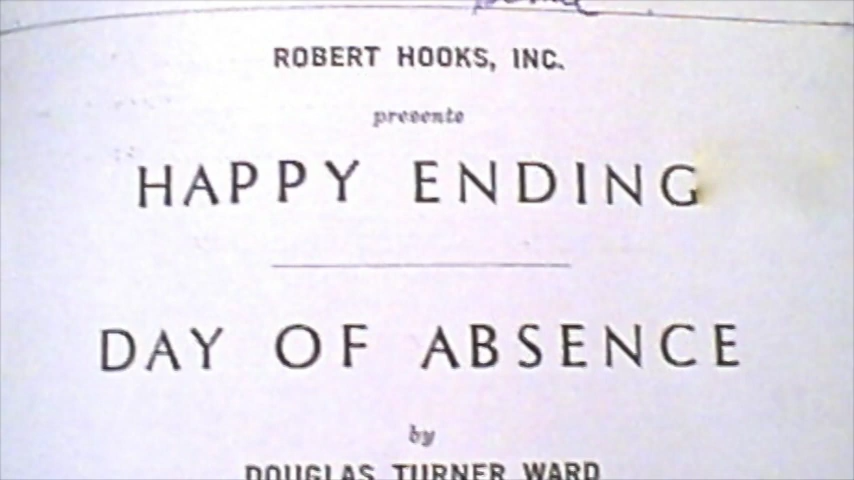 ROBERT HOOKS, INC.
presents
HAPPY ENDING
DAY OF ABSENCE
by
DOUGLAS TURNER WARD